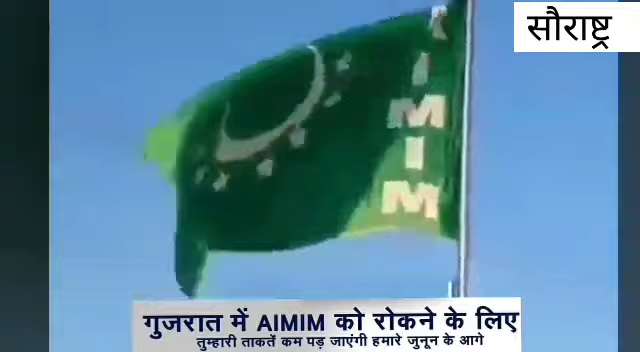 सौराष्ट्र
AIMIM
गुजरात में AIMIM को रोकने के लिए
तुम्हारी ताकतें कम पड़ जाएंगी हमारे जुनून के आगे